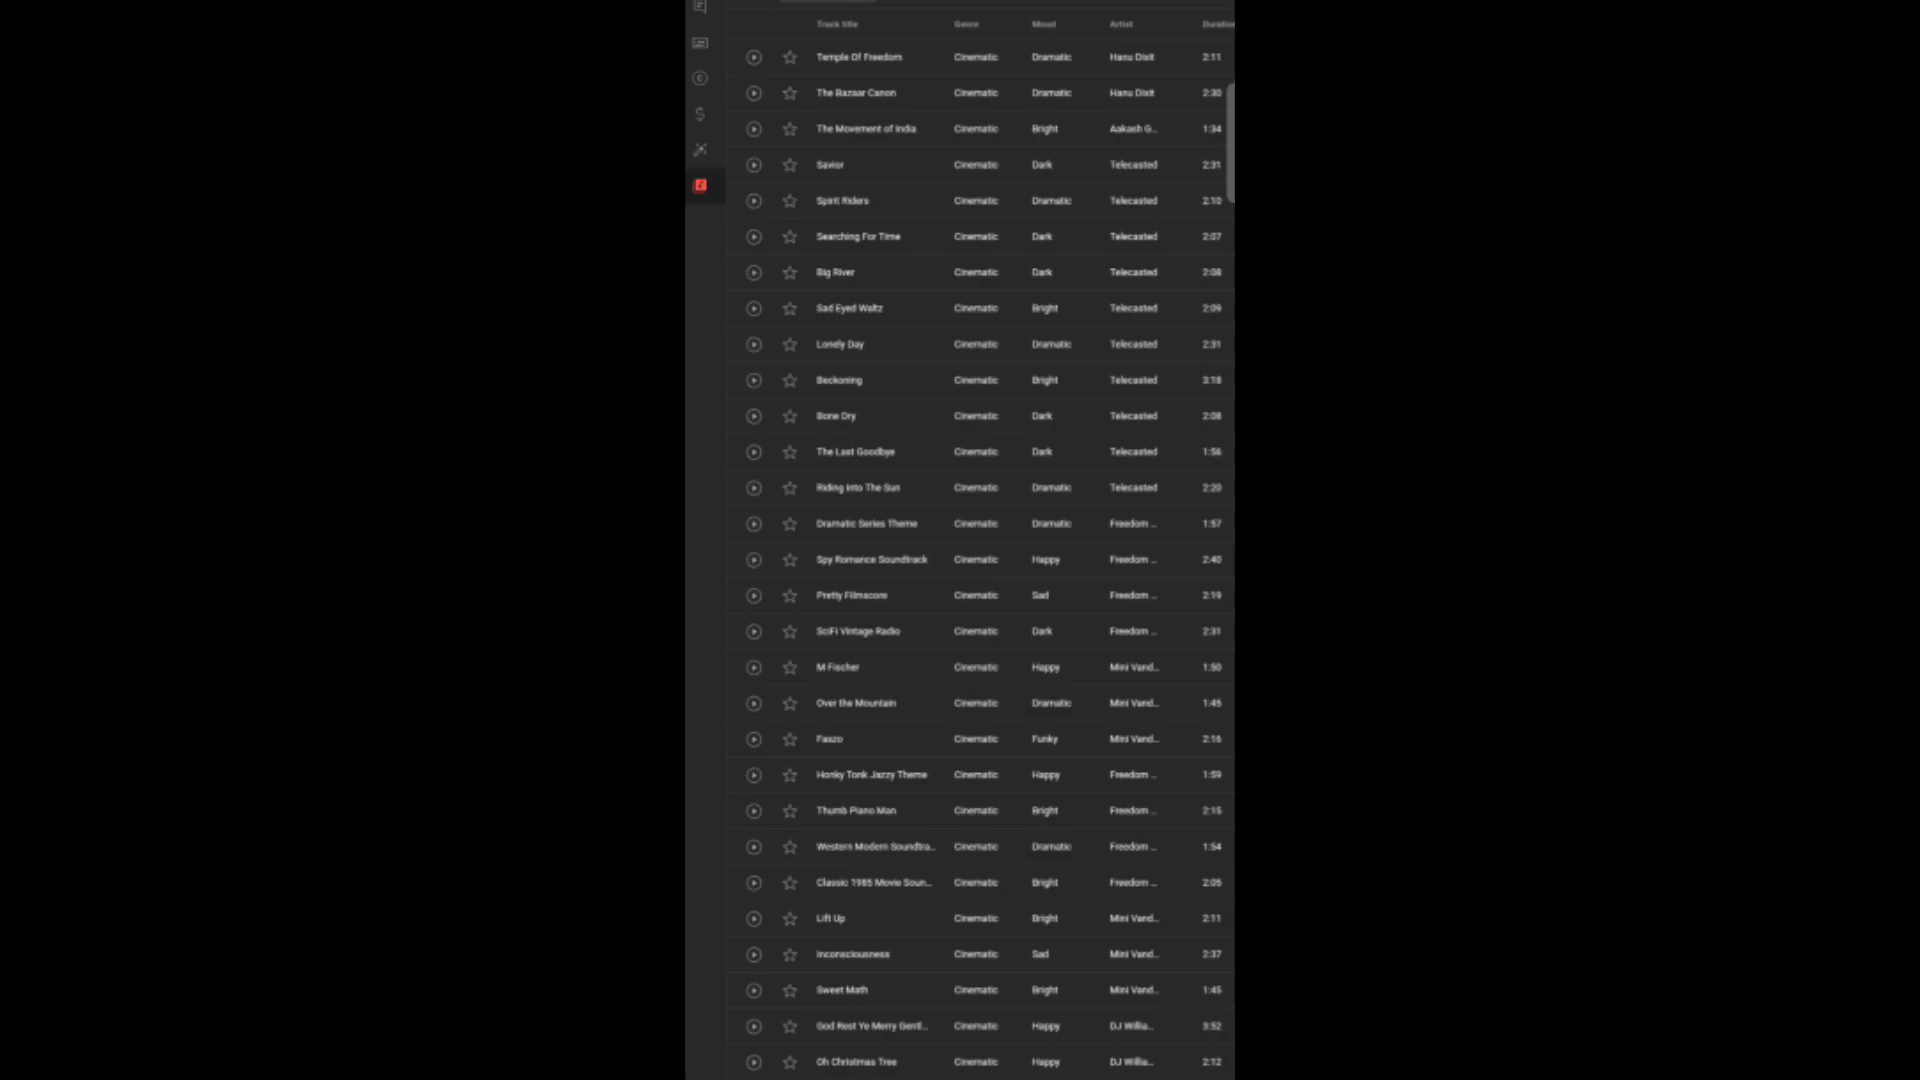 Track title Genre Mood Artist Duration
Temple Of Freedom Cinematic Dramatic Hanu Dixit 2:11
The Bazaar Canon Cinematic Dramatic Hanu Dixit 2:30
The Movement of India Cinematic Bright Aakash G... 1:34
Savior Cinematic Dark Telecasted 2:31
Spirit Riders Cinematic Dramatic Telecasted 2:10
Searching For Time Cinematic Dark Telecasted 2:07
Big River Cinematic Dark Telecasted 2:08
Sad Eyed Waltz Cinematic Bright Telecasted 2:09
Lonely Day Cinematic Dramatic Telecasted 2:31
Beckoning Cinematic Bright Telecasted 3:18
Bone Dry Cinematic Dark Telecasted 2:08
The Last Goodbye Cinematic Dark Telecasted 1:56
Riding Into The Sun Cinematic Dramatic Telecasted 2:20
Dramatic Series Theme Cinematic Dramatic Freedom ... 1:57
Spy Romance Soundtrack Cinematic Happy Freedom ... 2:40
Pretty Filmscore Cinematic Sad Freedom ... 2:19
SciFi Vintage Radio Cinematic Dark Freedom ... 2:31
M Fischer Cinematic Happy Mini Vand... 1:50
Over the Mountain Cinematic Dramatic Mini Vand... 1:45
Faszo Cinematic Funky Mini Vand... 2:16
Honky Tonk Jazzy Theme Cinematic Happy Freedom ... 1:59
Thumb Piano Man Cinematic Bright Freedom ... 2:15
Western Modern Soundtra... Cinematic Dramatic Freedom ... 1:54
Classic 1985 Movie Soun... Cinematic Bright Freedom ... 2:05
Lift Up Cinematic Bright Mini Vand... 2:11
Inconsciousness Cinematic Sad Mini Vand... 2:37
Sweet Math Cinematic Bright Mini Vand... 1:45
God Rest Ye Merry Gentl... Cinematic Happy DJ Willia... 3:52
Oh Christmas Tree Cinematic Happy DJ Willia... 2:12